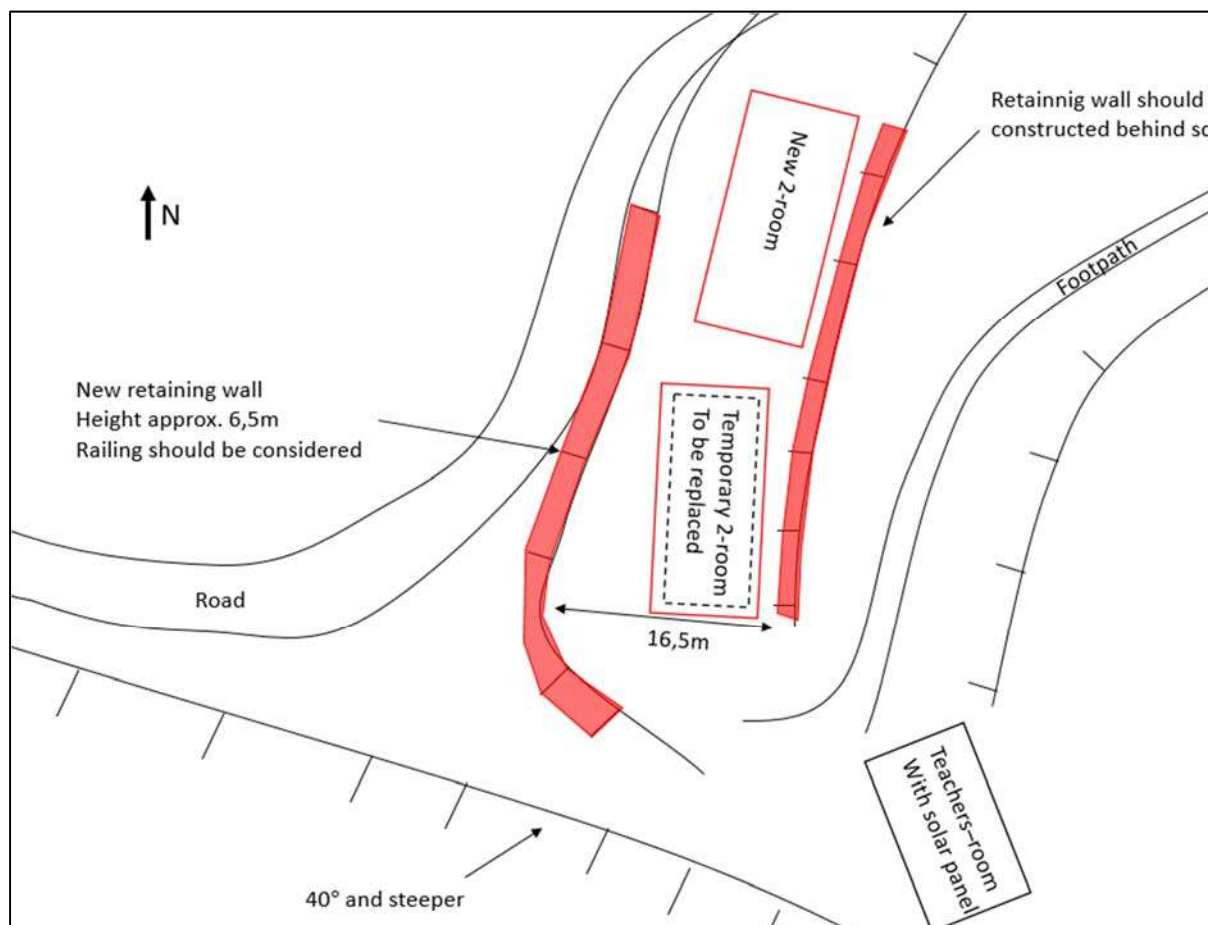 Retainnig wall should
constructed behind
N
New 2-room
Footpath
New retaining wall
Height approx. 6,5m
Railing should be considered
Temporary 2-room
To be replaced
Road
16,5m
Teachers–room
With solar panel
40° and steeper